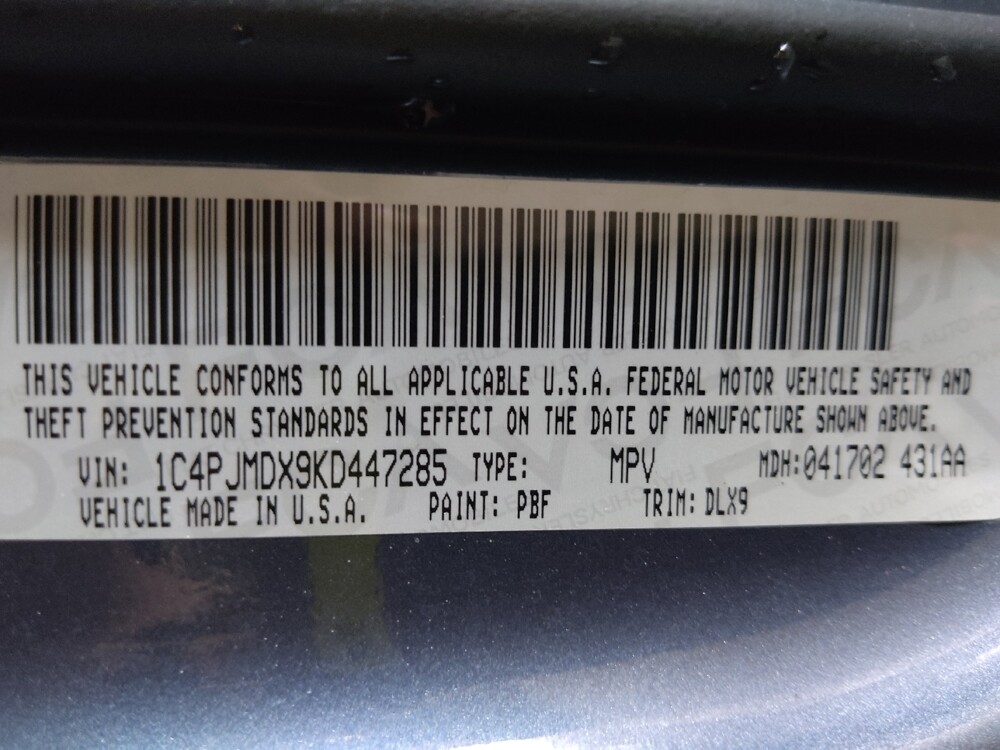 THIS VEHICLE CONFORMS TO ALL APPLICABLE U.S.A. FEDERAL MOTOR VEHICLE SAFETY AND
THEFT PREVENTION STANDARDS IN EFFECT ON THE DATE OF MANUFACTURE SHOWN ABOVE.
VIN: 1C4PJMDX9KD447285 TYPE: MPV MDH:041702 431AA
VEHICLE MADE IN U.S.A. PAINT: PBF TRIM: DLX9